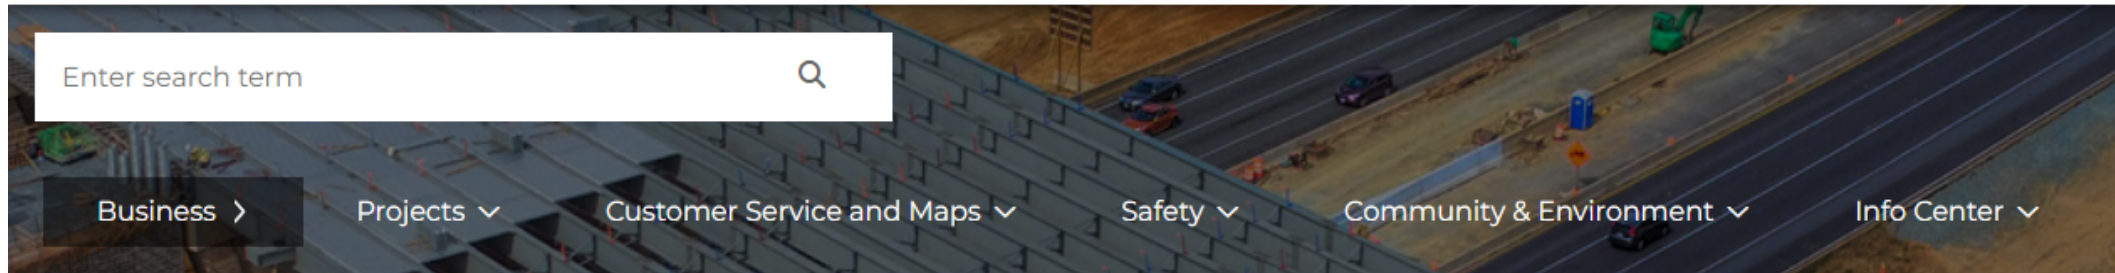 Enter search term
Business Projects Customer Service and Maps Safety Community & Environment Info Center